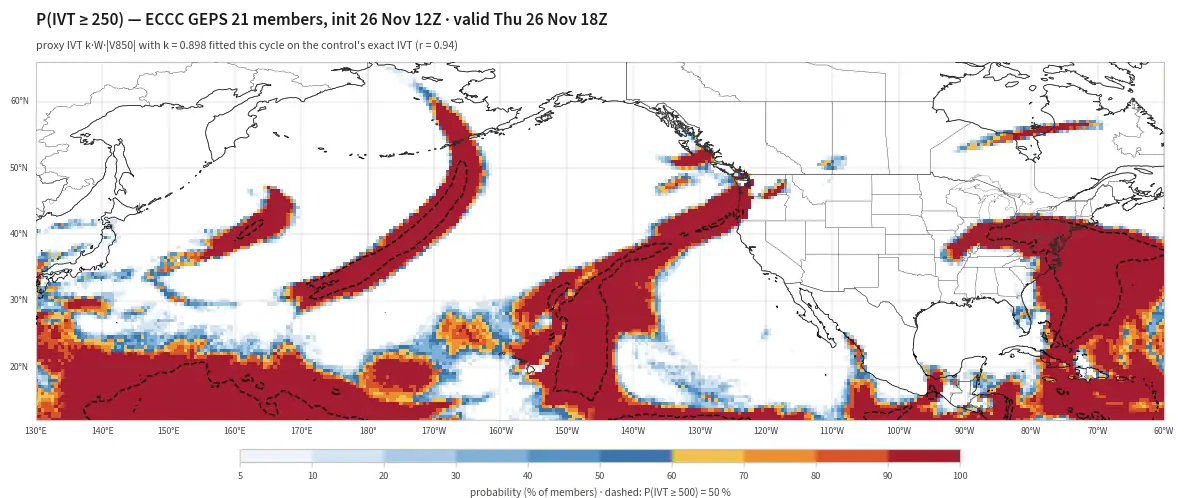 P(IVT ≥ 250) — ECCC GEPS 21 members, init 26 Nov 12Z · valid Thu 26 Nov 18Z
proxy IVT k·W·|V850| with k = 0.898 fitted this cycle on the control's exact IVT (r = 0.94)
60°N
50°N
40°N
30°N
20°N
130°E 140°E 150°E 160°E 170°E 180° 170°W 160°W 150°W 140°W 130°W 120°W 110°W 100°W 90°W 80°W 70°W 60°W
5 10 20 30 40 50 60 70 80 90 100
probability (% of members) · dashed: P(IVT ≥ 500) = 50 %